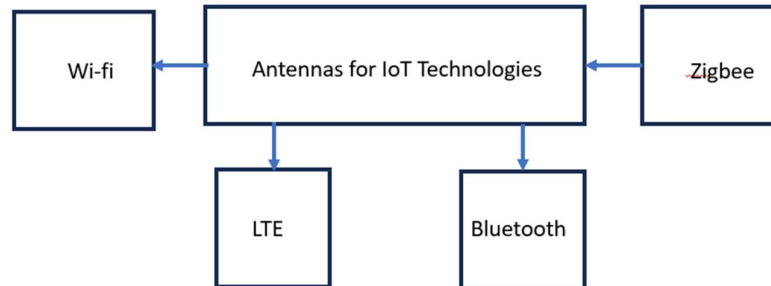 Wi-fi
Antennas for IoT Technologies
Zigbee
LTE
Bluetooth